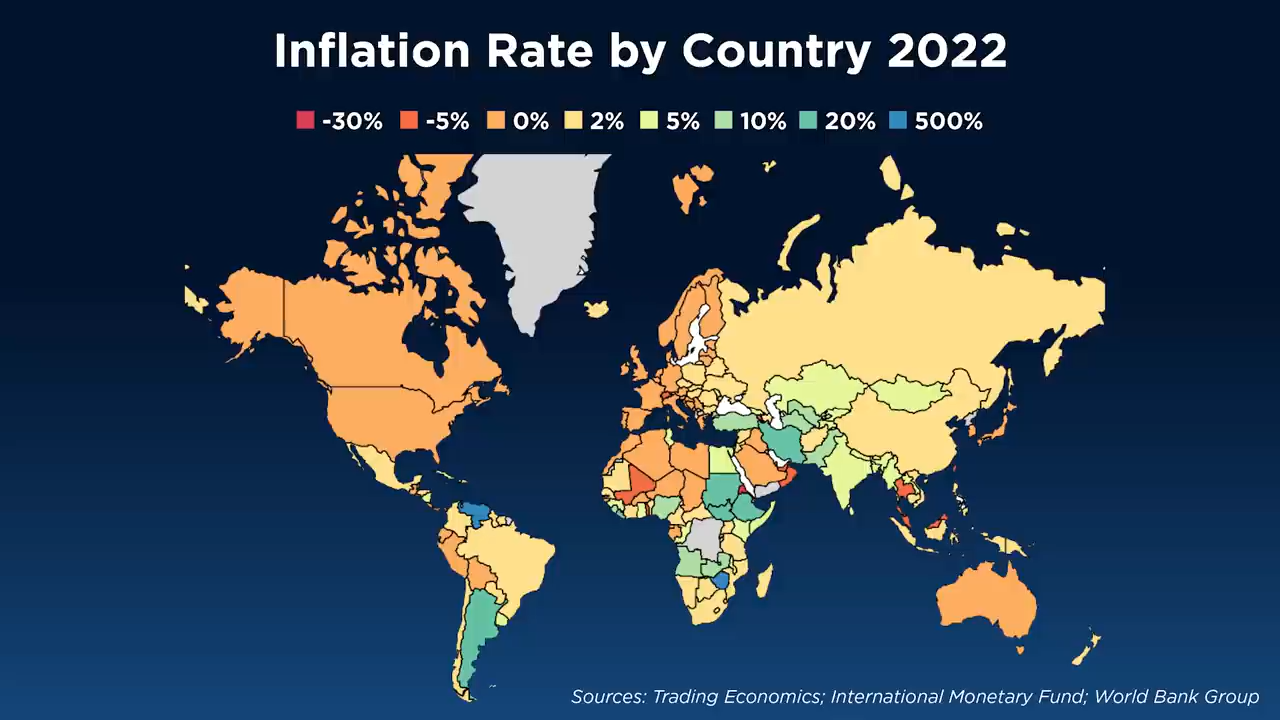 Inflation Rate by Country 2022
-30% -5% 0% 2% 5% 10% 20% 500%
Sources: Trading Economics; International Monetary Fund; World Bank Group